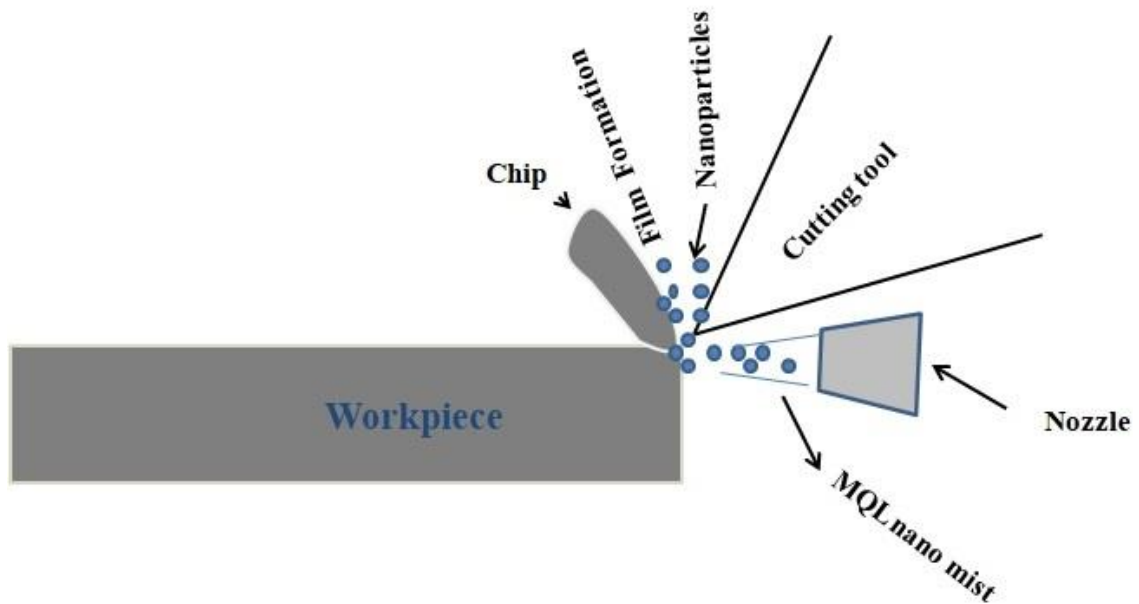 Film Formation
Nanoparticles
Chip
Cutting tool
Workpiece
Nozzle
MQL nano mist